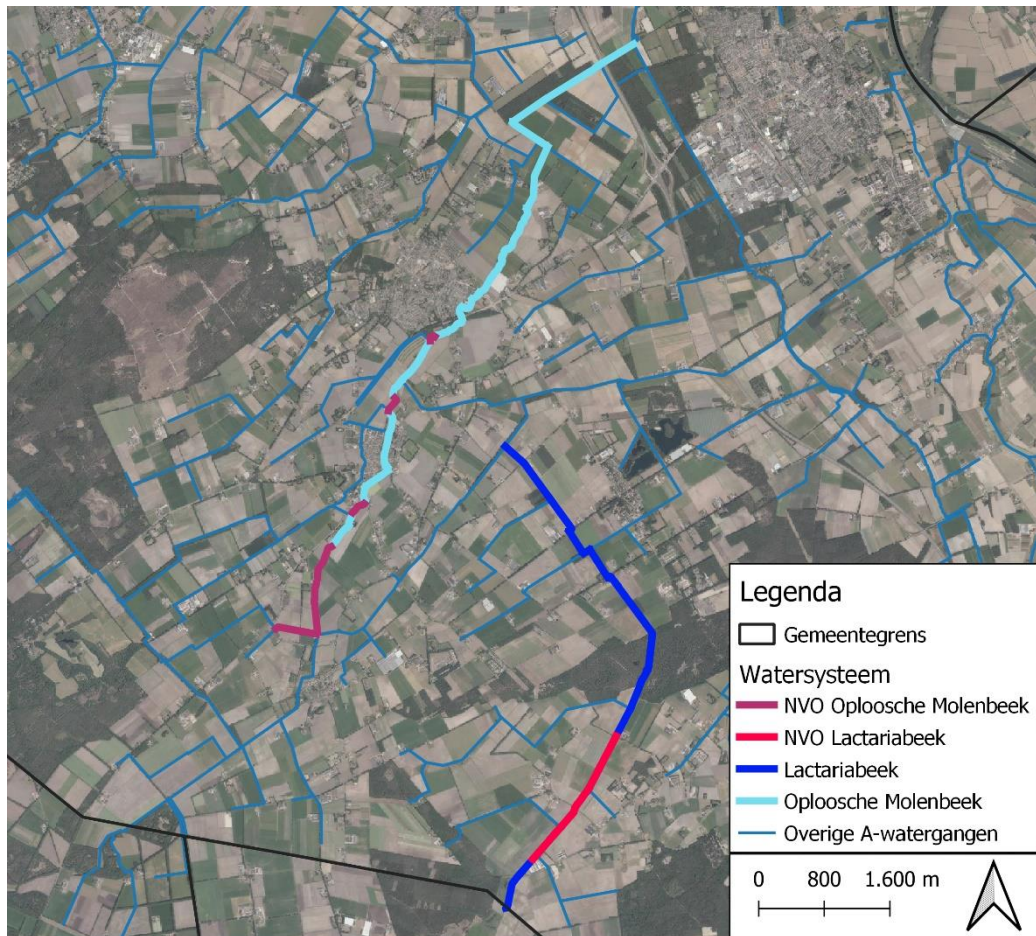 Legenda
Gemeentegrens
Watersysteem
NVO Oploosche Molenbeek
NVO Lactariabeek
Lactariabeek
Oploosche Molenbeek
Overige A-watergangen
0 800 1.600 m